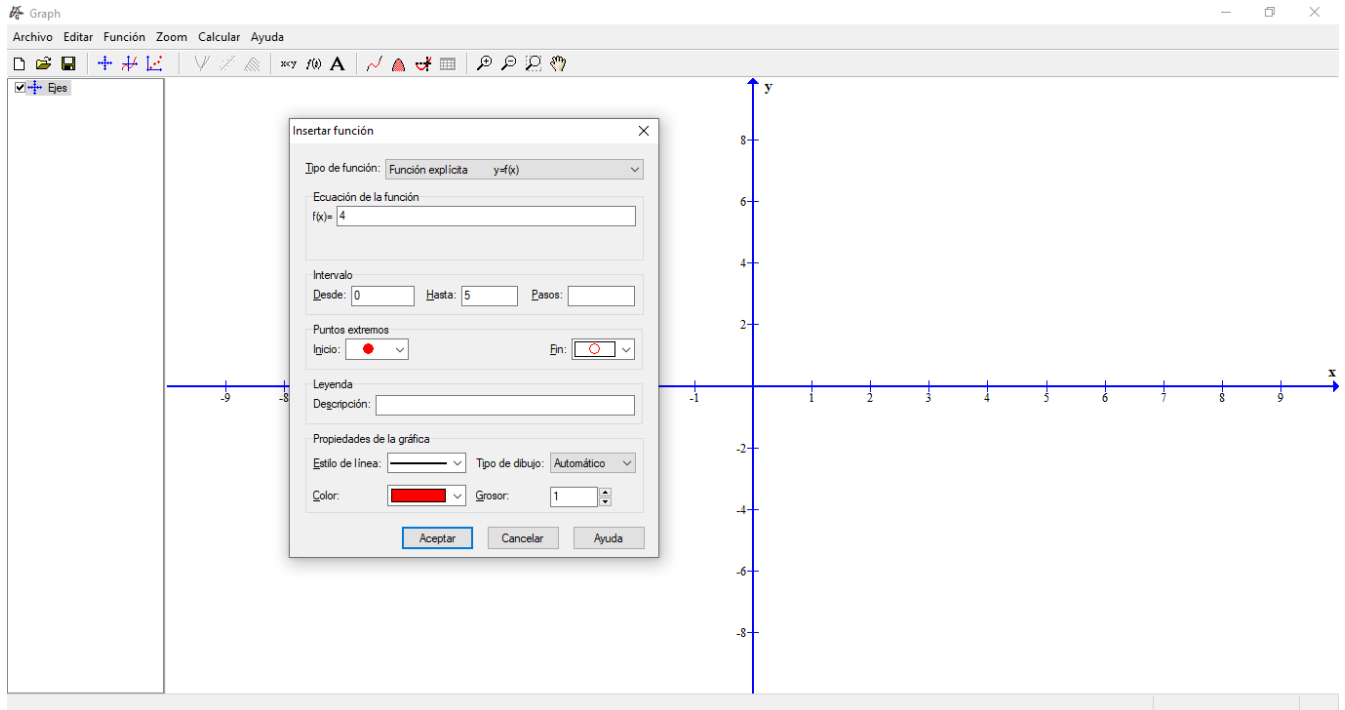 Graph
Archivo Editar Función Zoom Calcular Ayuda
x<y f(x) A
Ejes
Insertar función
Tipo de función: Función explícita y=f(x)
Ecuación de la función
f(x)= 4
Intervalo
Desde: 0 Hasta: 5 Pasos:
Puntos extremos
Inicio: Fin:
Leyenda
Descripción:
Propiedades de la gráfica
Estilo de línea: Tipo de dibujo: Automático
Color: Grosor: 1
Aceptar Cancelar Ayuda
y
8
6
4
2
x
-9 -8 -1 1 2 3 4 5 6 7 8 9
-2
-4
-6
-8